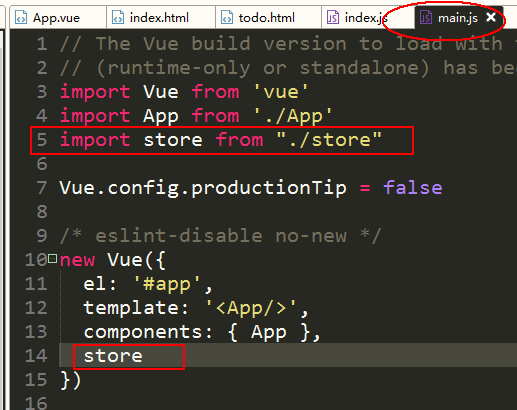 App.vue index.html todo.html index.js main.js
1 // The Vue build version to load with
2 // (runtime-only or standalone) has
3 import Vue from 'vue'
4 import App from './App'
5 import store from "./store"
6
7 Vue.config.productionTip = false
8
9 /* eslint-disable no-new */
10 new Vue({
11 el: '#app',
12 template: '<App/>',
13 components: { App },
14 store
15 })
16